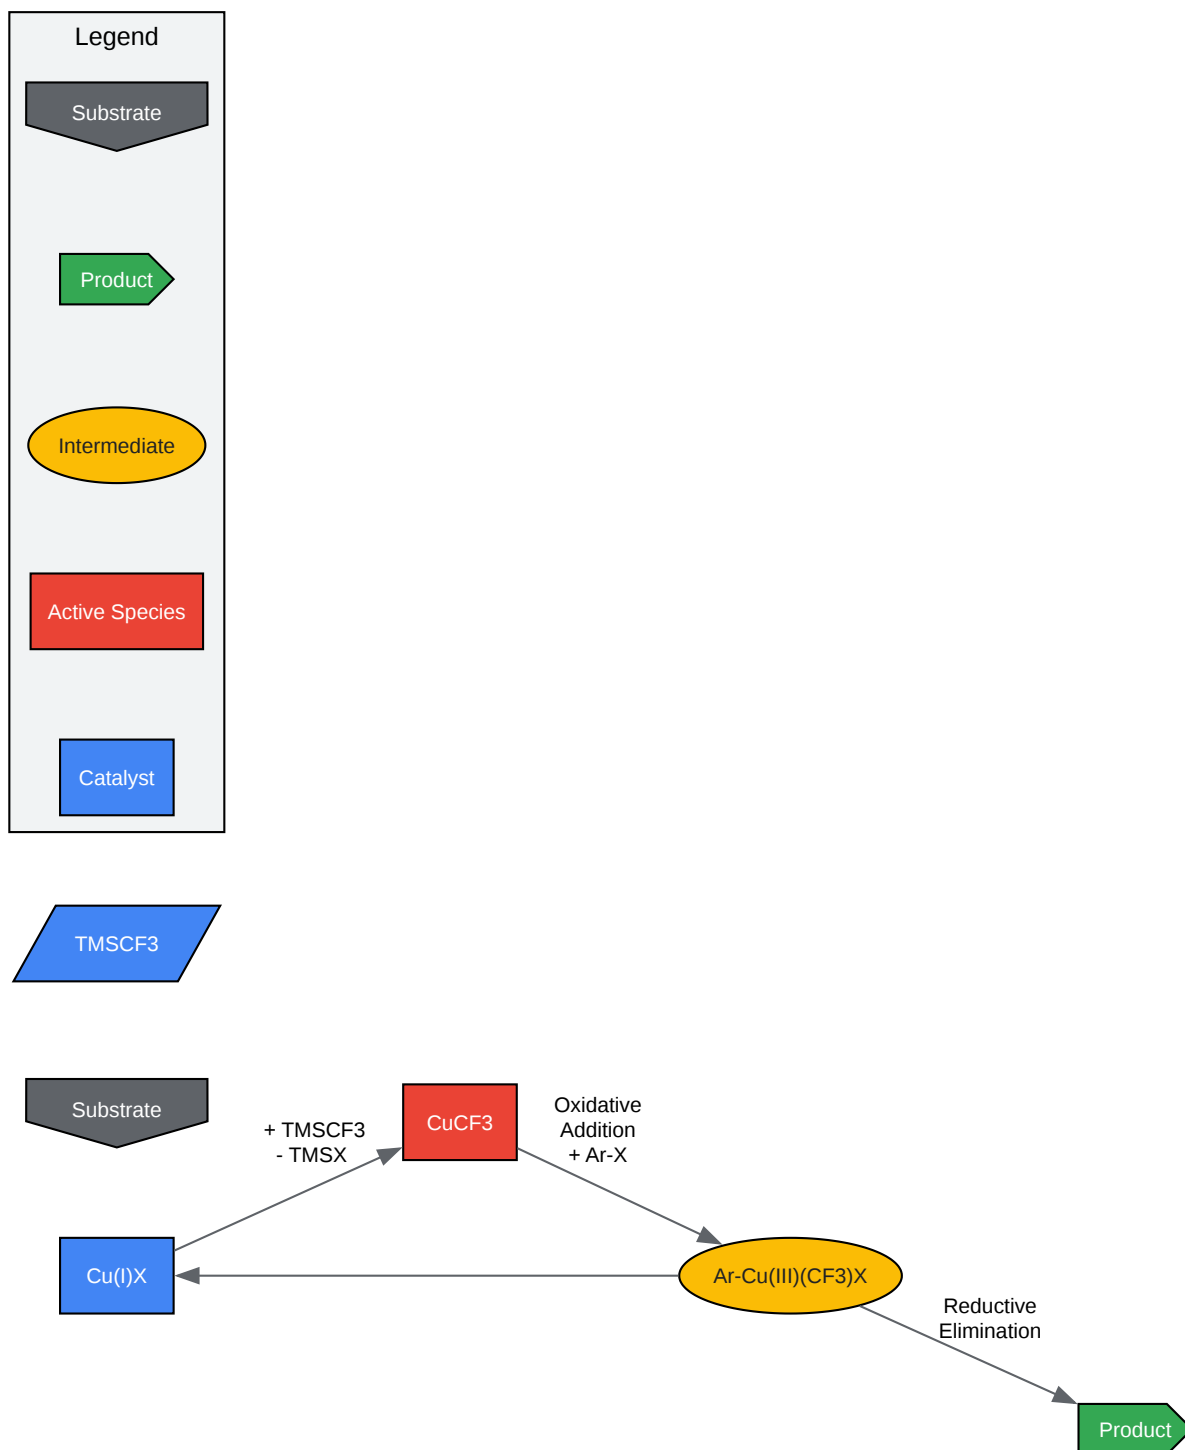 Legend
Substrate
Product
Intermediate
Active Species
Catalyst
TMSCF3
Substrate
+ TMSCF3
- TMSX
CuCF3
Oxidative
Addition
+ Ar-X
Cu(I)X
Ar-Cu(III)(CF3)X
Reductive
Elimination
Product